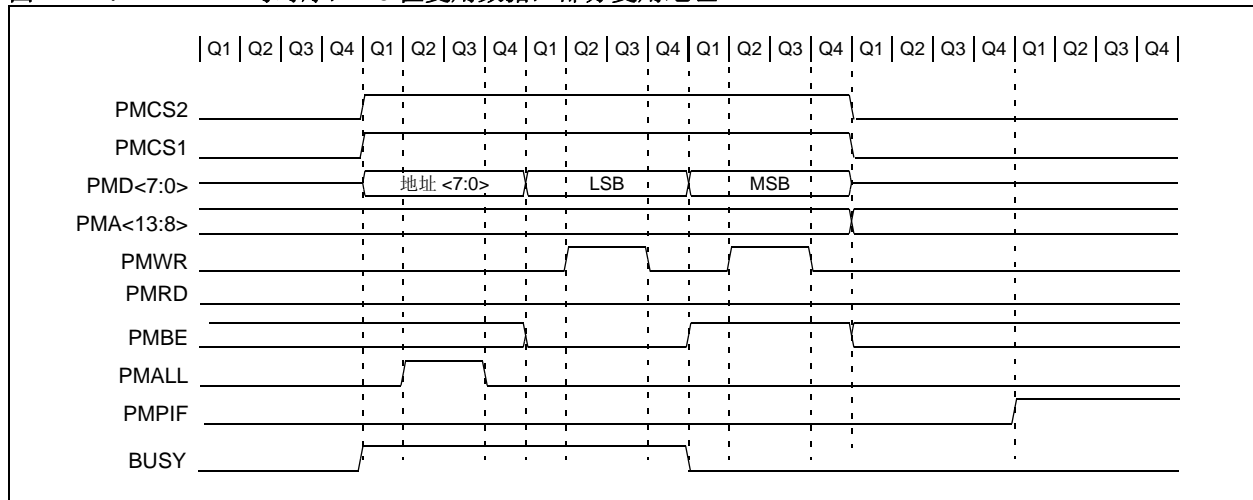 Q1 Q2 Q3 Q4 Q1 Q2 Q3 Q4 Q1 Q2 Q3 Q4 Q1 Q2 Q3 Q4 Q1 Q2 Q3 Q4 Q1 Q2 Q3 Q4
PMCS2
PMCS1
PMD<7:0> 地址 <7:0> LSB MSB
PMA<13:8>
PMWR
PMRD
PMBE
PMALL
PMPIF
BUSY